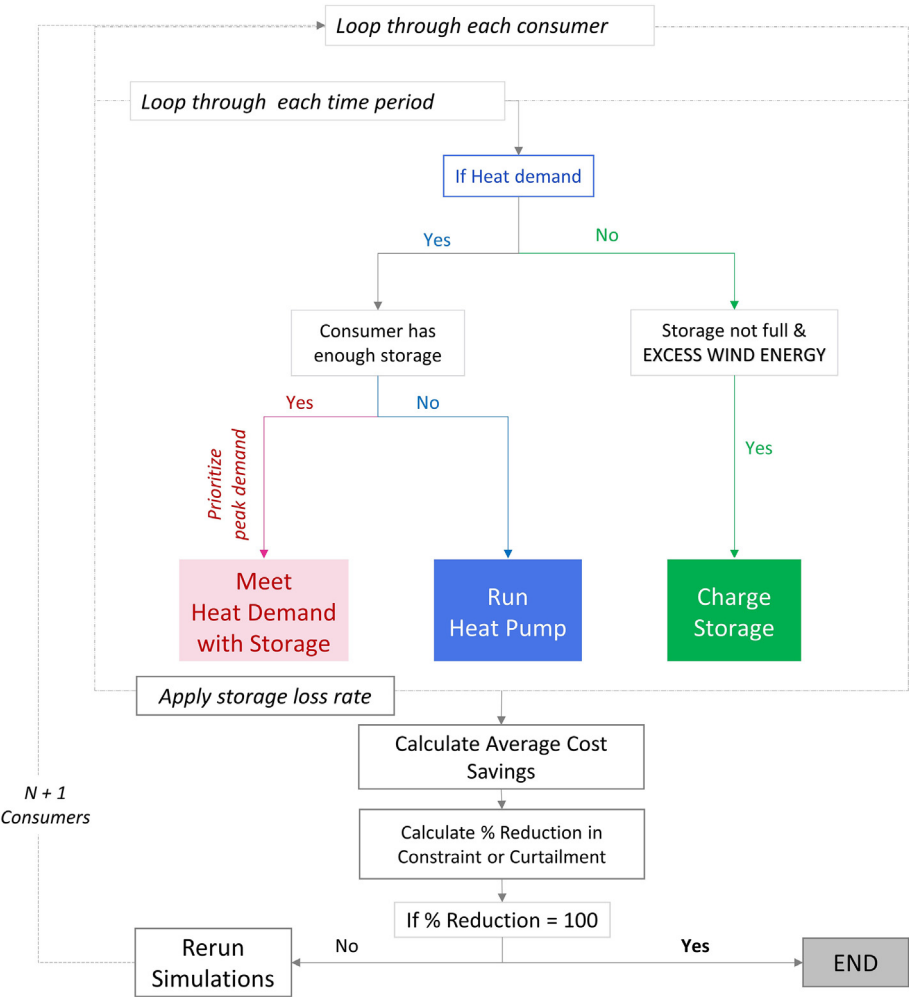 Loop through each consumer
Loop through each time period
If Heat demand
Yes
No
Consumer has
enough storage
Storage not full &
EXCESS WIND ENERGY
Yes
No
Prioritize
peak demand
Yes
Meet
Heat Demand
with Storage
Run
Heat Pump
Charge
Storage
Apply storage loss rate
Calculate Average Cost
Savings
N + 1
Consumers
Calculate % Reduction in
Constraint or Curtailment
If % Reduction = 100
No
Yes
Rerun
Simulations
END